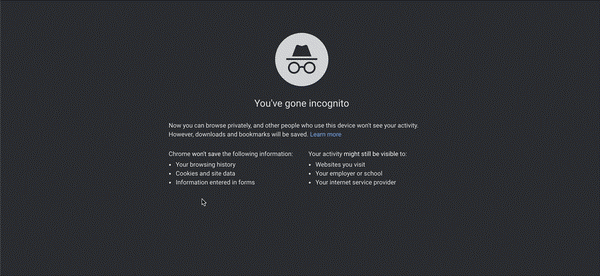 You've gone incognito
Now you can browse privately, and other people who use this device won't see your activity.
However, downloads and bookmarks will be saved. Learn more
Chrome won't save the following information:
• Your browsing history
• Cookies and site data
• Information entered in forms
Your activity might still be visible to:
• Websites you visit
• Your employer or school
• Your internet service provider